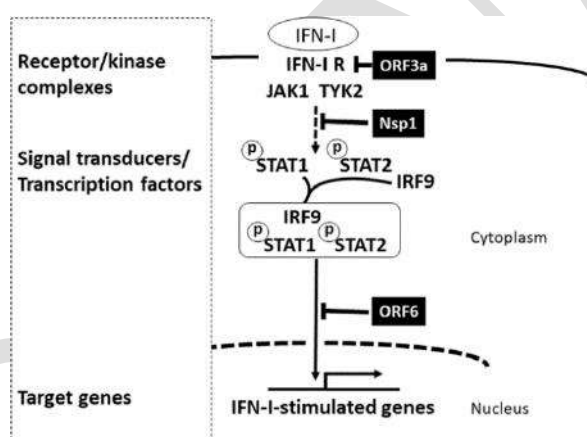 IFN-I
Receptor/kinase
complexes
IFN-I R
ORF3a
JAK1 TYK2
Nsp1
Signal transducers/
Transcription factors
P
STAT1
P
STAT2
IRF9
IRF9
P
STAT1
P
STAT2
Cytoplasm
ORF6
Target genes
IFN-I-stimulated genes
Nucleus